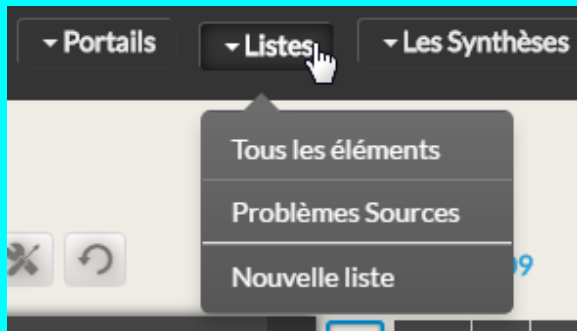 Portails Listes Les Synthèses
Tous les éléments
Problèmes Sources
Nouvelle liste